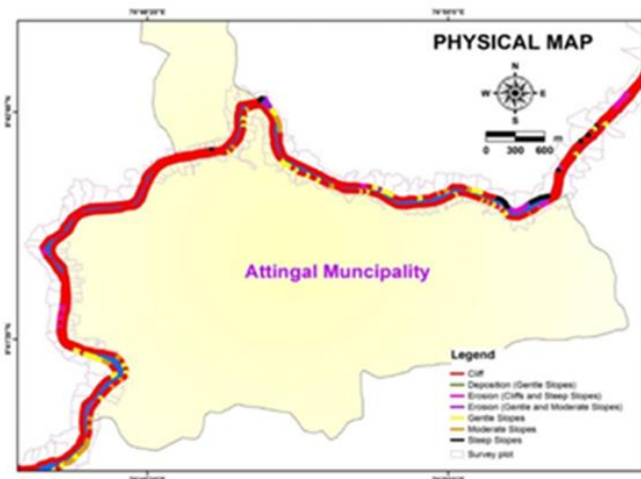 PHYSICAL MAP
N
W E
S
m
0 300 600
Attingal Muncipality
Legend
Cliff
Deposition (Gentle Slopes)
Erosion (Cliffs and Steep Slopes)
Erosion (Gentle and Moderate Slopes)
Gentle Slopes
Moderate Slopes
Steep Slopes
Survey plot